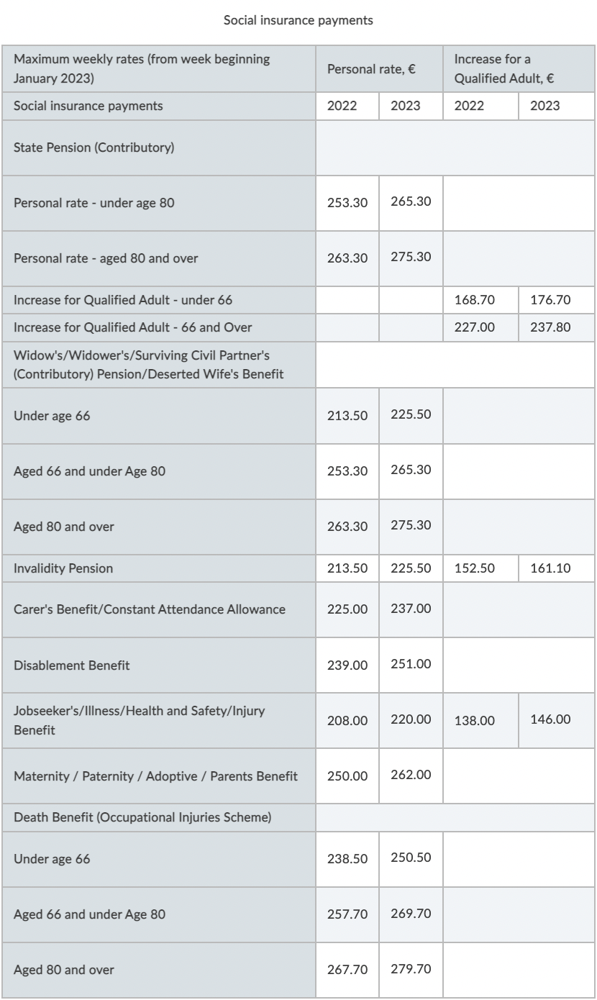 Social insurance payments
Maximum weekly rates (from week beginning
January 2023)
Personal rate, €
Increase for a
Qualified Adult, €
Social insurance payments 2022 2023 2022 2023
State Pension (Contributory)
Personal rate - under age 80 253.30 265.30
Personal rate - aged 80 and over 263.30 275.30
Increase for Qualified Adult - under 66 168.70 176.70
Increase for Qualified Adult - 66 and Over 227.00 237.80
Widow's/Widower's/Surviving Civil Partner's
(Contributory) Pension/Deserted Wife's Benefit
Under age 66 213.50 225.50
Aged 66 and under Age 80 253.30 265.30
Aged 80 and over 263.30 275.30
Invalidity Pension 213.50 225.50 152.50 161.10
Carer's Benefit/Constant Attendance Allowance 225.00 237.00
Disablement Benefit 239.00 251.00
Jobseeker's/Illness/Health and Safety/Injury
Benefit
208.00 220.00 138.00 146.00
Maternity / Paternity / Adoptive / Parents Benefit 250.00 262.00
Death Benefit (Occupational Injuries Scheme)
Under age 66 238.50 250.50
Aged 66 and under Age 80 257.70 269.70
Aged 80 and over 267.70 279.70